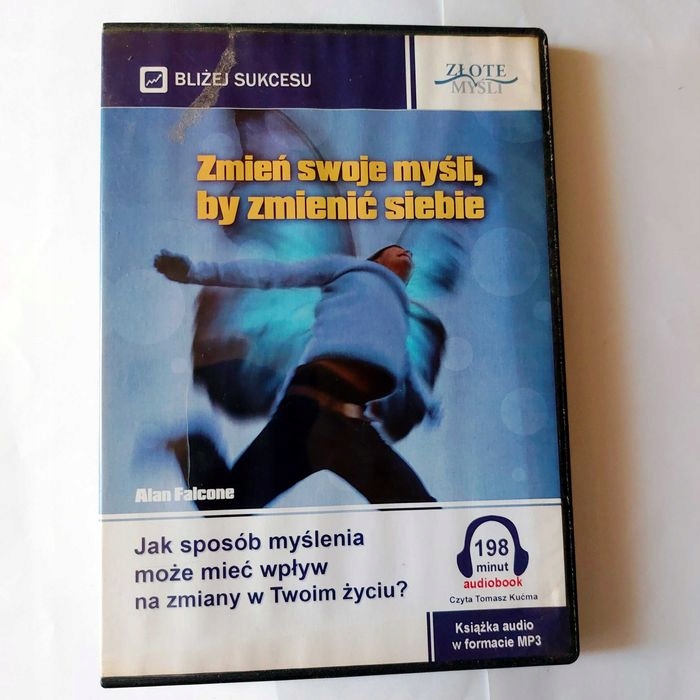 BLIŻEJ SUKCESU
ZŁOTE
MYŚLI
Zmień swoje myśli,
by zmienić siebie
Alan Falcone
Jak sposób myślenia
może mieć wpływ
na zmiany w Twoim życiu?
198
minut
audiobook
Czyta Tomasz Kućma
Książka audio
w formacie MP3